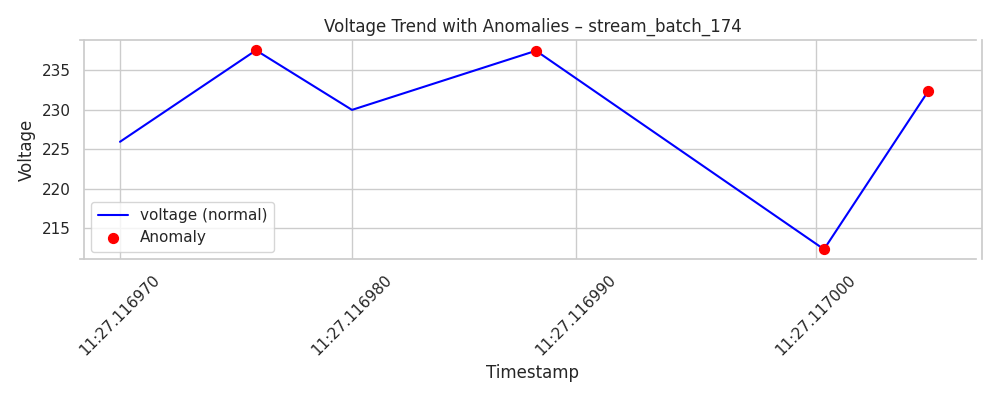 Voltage Trend with Anomalies – stream_batch_174
Voltage
235
230
225
220
215
voltage (normal)
Anomaly
11:27.116970
11:27.116980
11:27.116990
11:27.117000
Timestamp